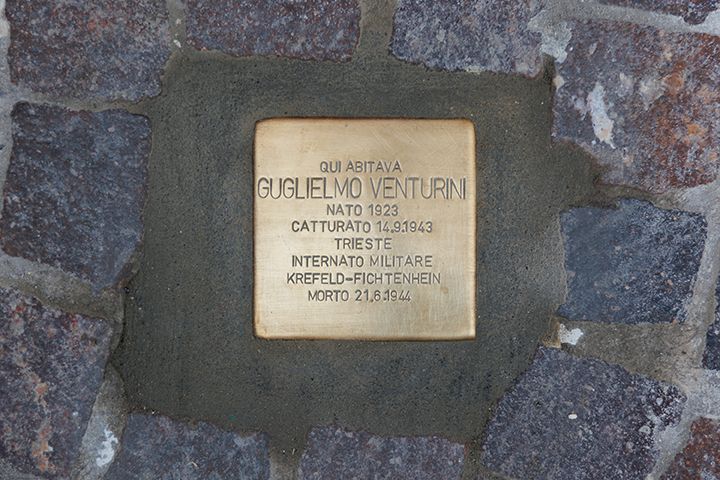 QUI ABITAVA
GUGLIELMO VENTURINI
NATO 1923
CATTURATO 14.9.1943
TRIESTE
INTERNATO MILITARE
KREFELD-FICHTENHEIN
MORTO 21.6.1944